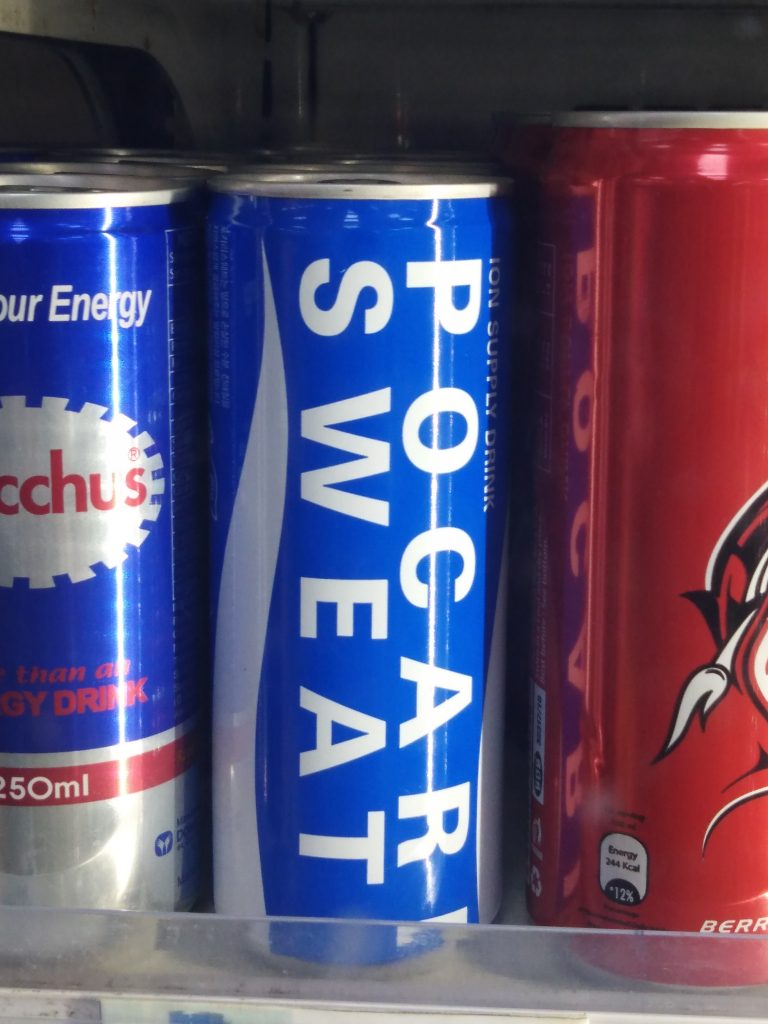 our Energy
cchus®
than an
GY DRINK
250ml
ION SUPPLY DRINK
POCARI
SWEAT
Energy
244 Kcal
*12%
BERR